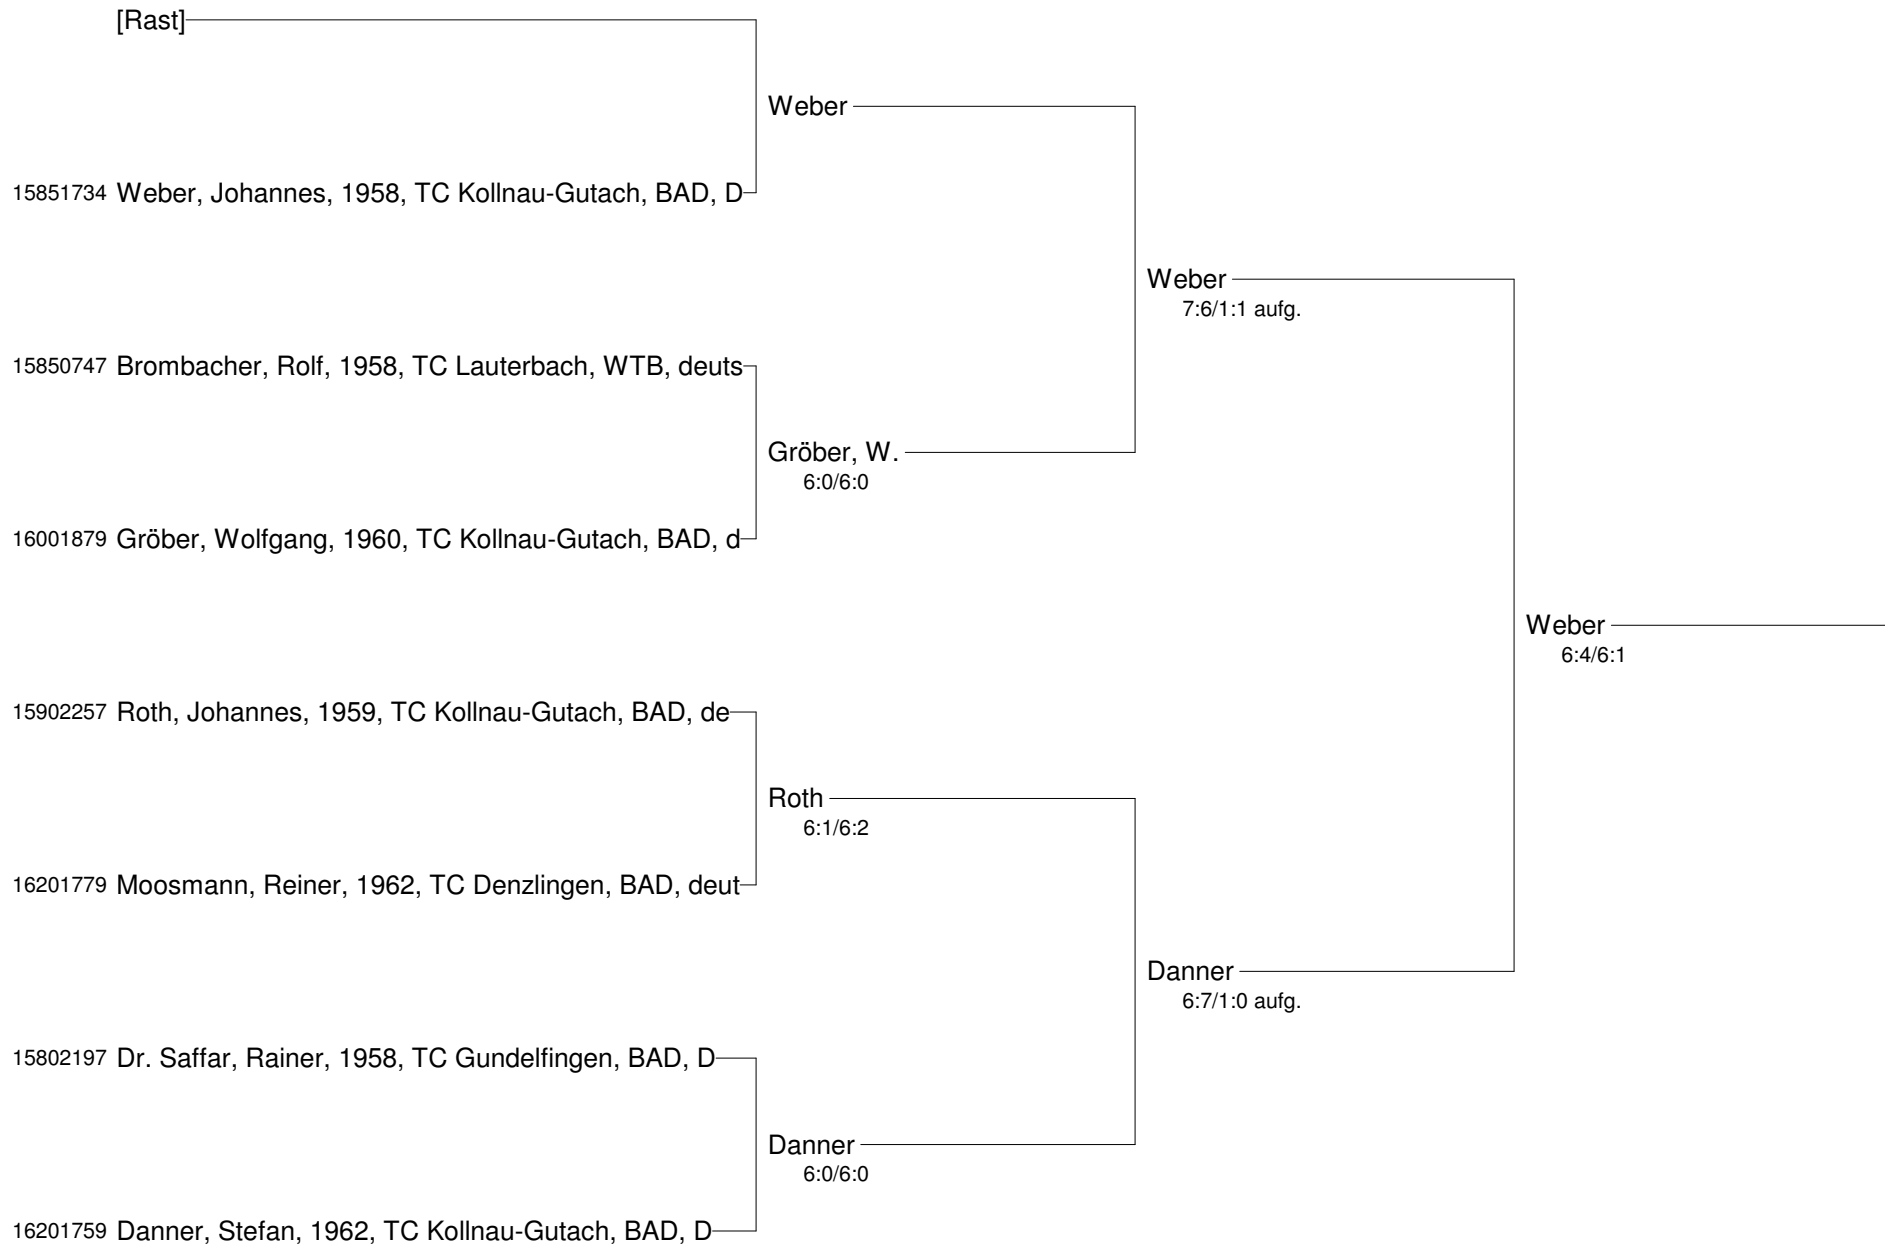 [Rast]
Weber
15851734 Weber, Johannes, 1958, TC Kollnau-Gutach, BAD, D
Weber
7:6/1:1 aufg.
15850747 Brombacher, Rolf, 1958, TC Lauterbach, WTB, deuts
Gröber, W.
6:0/6:0
16001879 Gröber, Wolfgang, 1960, TC Kollnau-Gutach, BAD, d
Weber
6:4/6:1
15902257 Roth, Johannes, 1959, TC Kollnau-Gutach, BAD, de
Roth
6:1/6:2
16201779 Moosmann, Reiner, 1962, TC Denzlingen, BAD, deut
Danner
6:7/1:0 aufg.
15802197 Dr. Saffar, Rainer, 1958, TC Gundelfingen, BAD, D
Danner
6:0/6:0
16201759 Danner, Stefan, 1962, TC Kollnau-Gutach, BAD, D